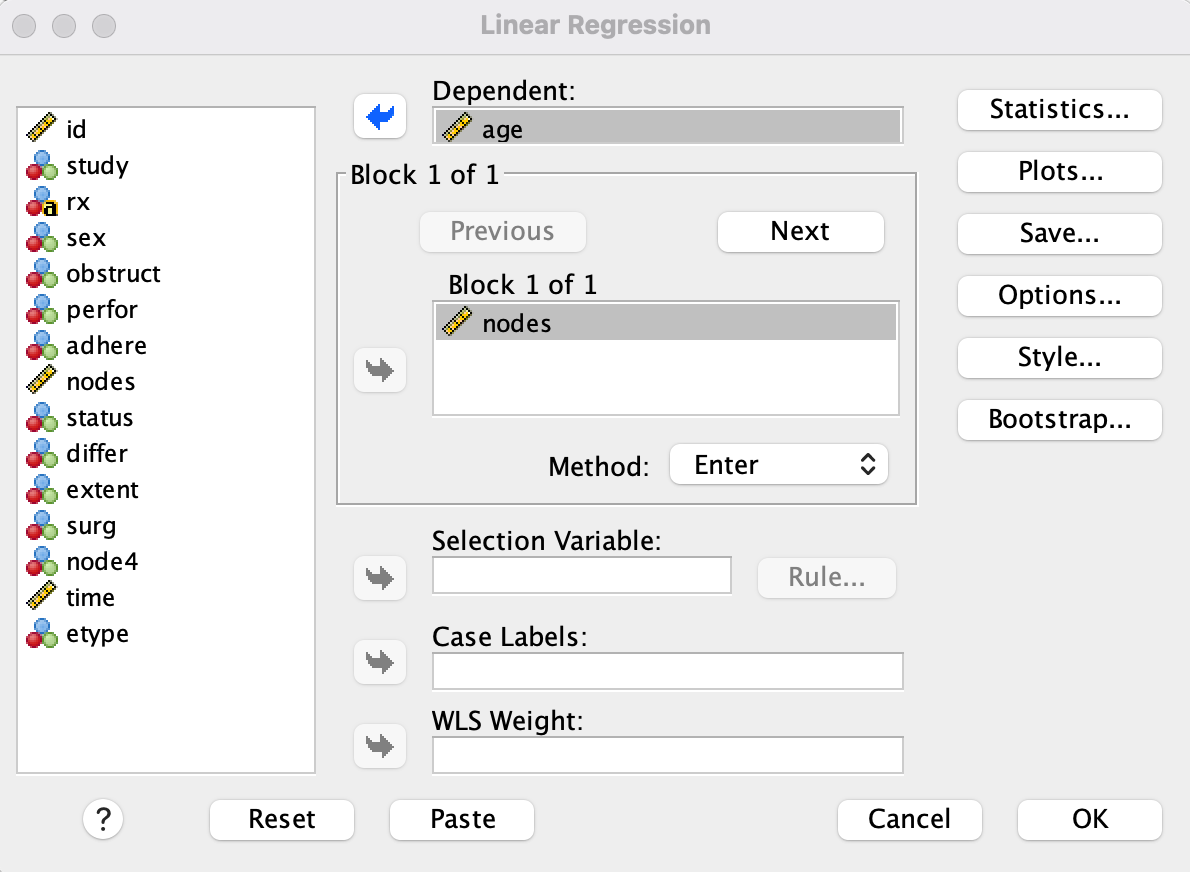 Linear Regression
id
study
a rx
sex
obstruct
perfor
adhere
nodes
status
differ
extent
surg
node4
time
etype
Dependent:
age
Block 1 of 1
Previous Next
Block 1 of 1
nodes
Method: Enter
Selection Variable:
Rule...
Case Labels:
WLS Weight:
Statistics...
Plots...
Save...
Options...
Style...
Bootstrap...
? Reset Paste Cancel OK